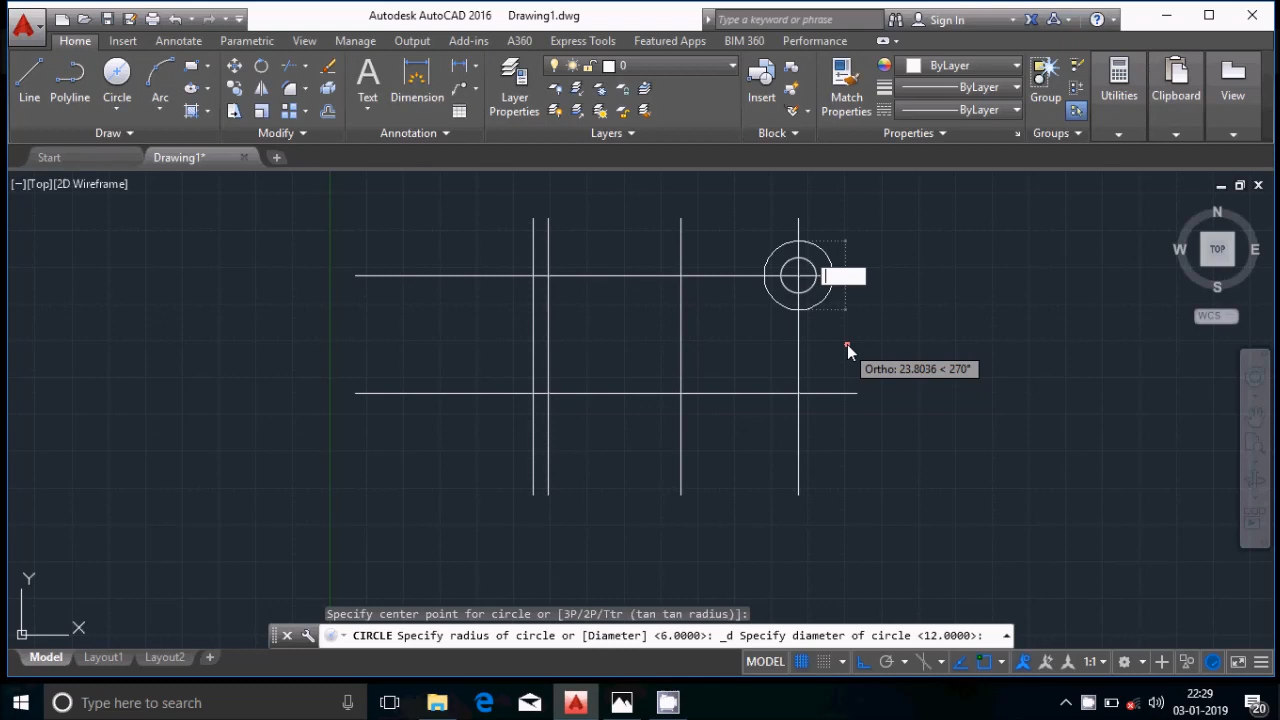 Autodesk AutoCAD 2016 Drawing1.dwg
Type a keyword or phrase
Sign In
Home Insert Annotate Parametric View Manage Output Add-ins A360 Express Tools Featured Apps BIM 360 Performance
Line Polyline Circle Arc
Text Dimension
Layer Properties
0
Insert
Match Properties
ByLayer
ByLayer
ByLayer
Group
Utilities
Clipboard
View
Draw Modify Annotation Layers Block Properties Groups
Start Drawing1*
[−][Top][2D Wireframe]
N
W TOP E
S
WCS
Ortho: 23.8036 < 270°
Y
X
Specify center point for circle or [3P/2P/Ttr (tan tan radius)]:
CIRCLE Specify radius of circle or [Diameter] <6.0000>: _d Specify diameter of circle <12.0000>:
Model Layout1 Layout2
MODEL
1:1
Type here to search
22:29
03-01-2019
20